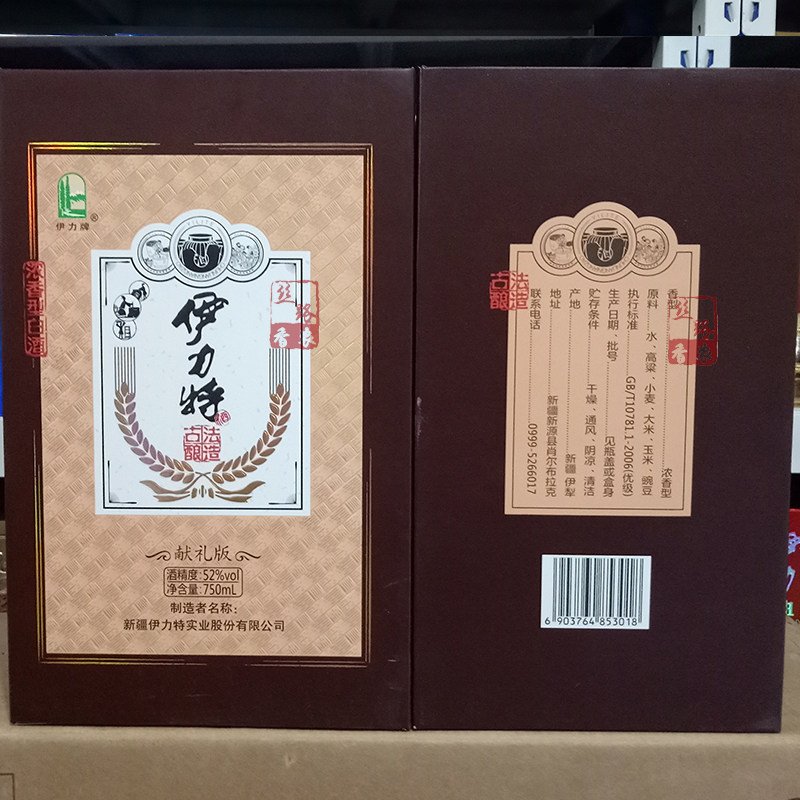 伊力牌®
浓香型白酒
丝路
香浪
伊力特
酒
古法
酿造
献礼版
酒精度:52%vol
净含量:750mL
制造者名称:
新疆伊力特实业股份有限公司
古法
酿造
丝路
香浪
香型 浓香型
原料 水、高粱、小麦、大米、玉米、豌豆
执行标准 GB/T10781.1-2006(优级)
生产日期、批号 见瓶盖或盒身
贮存条件 干燥、通风、阴凉、清洁
产地 新疆 伊犁
地址 新疆新源县肖尔布拉克
联系电话 0999-5266017
6 903764 853018